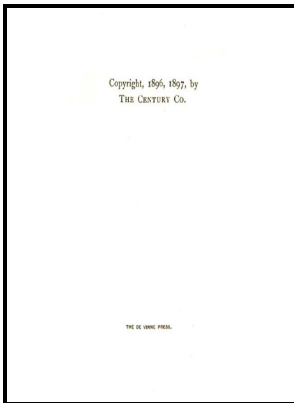 Copyright, 1896, 1897, by
THE CENTURY CO.
THE DE VINNE PRESS.